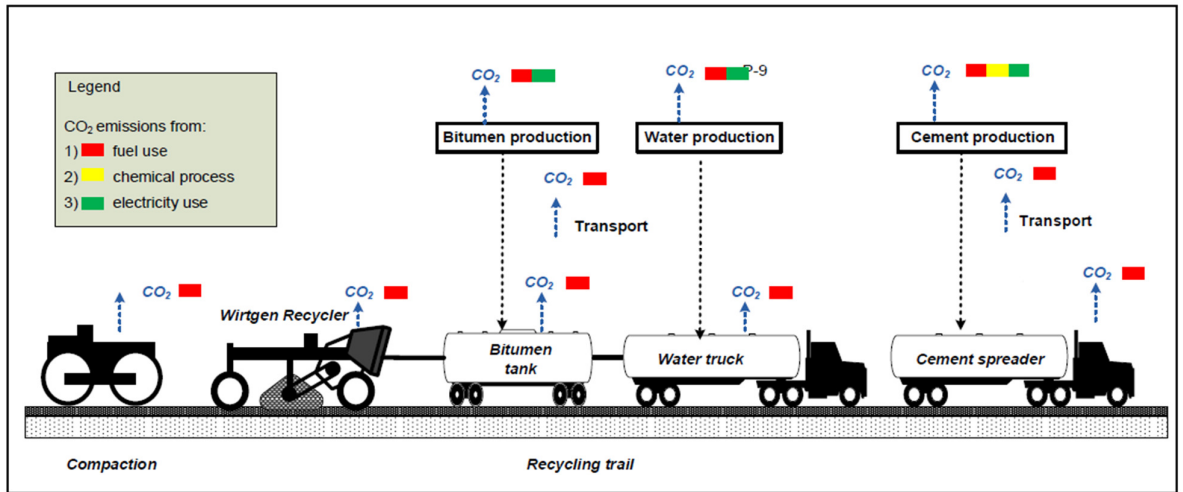 Legend
CO₂ emissions from:
1) fuel use
2) chemical process
3) electricity use
CO₂
CO₂
P-9
CO₂
Bitumen production
Water production
Cement production
CO₂
CO₂
Transport
Transport
CO₂
CO₂
CO₂
CO₂
CO₂
Wirtgen Recycler
Bitumen
tank
Water truck
Cement spreader
Compaction
Recycling trail